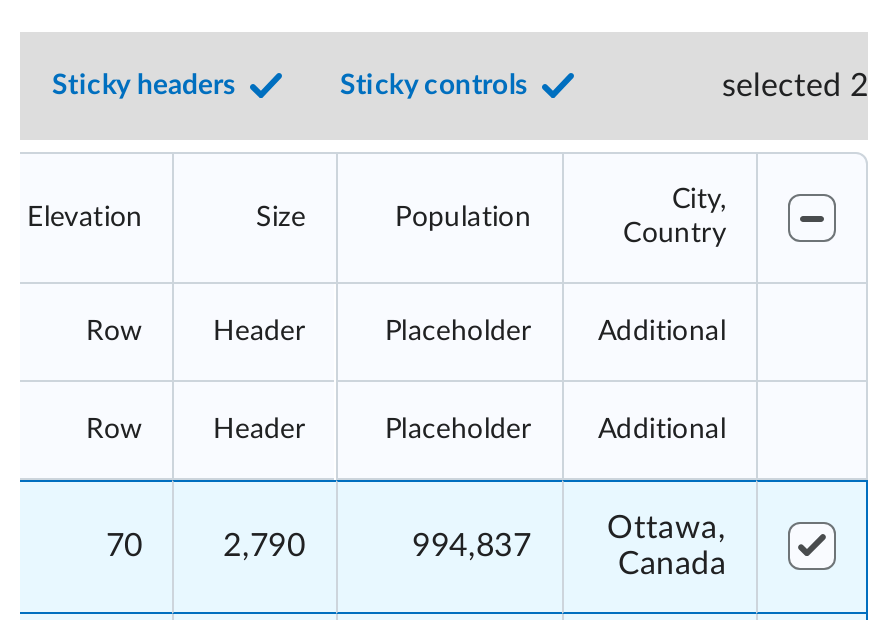 Sticky headers Sticky controls selected 2
Elevation Size Population City,
Country
Row Header Placeholder Additional
Row Header Placeholder Additional
70 2,790 994,837 Ottawa,
Canada